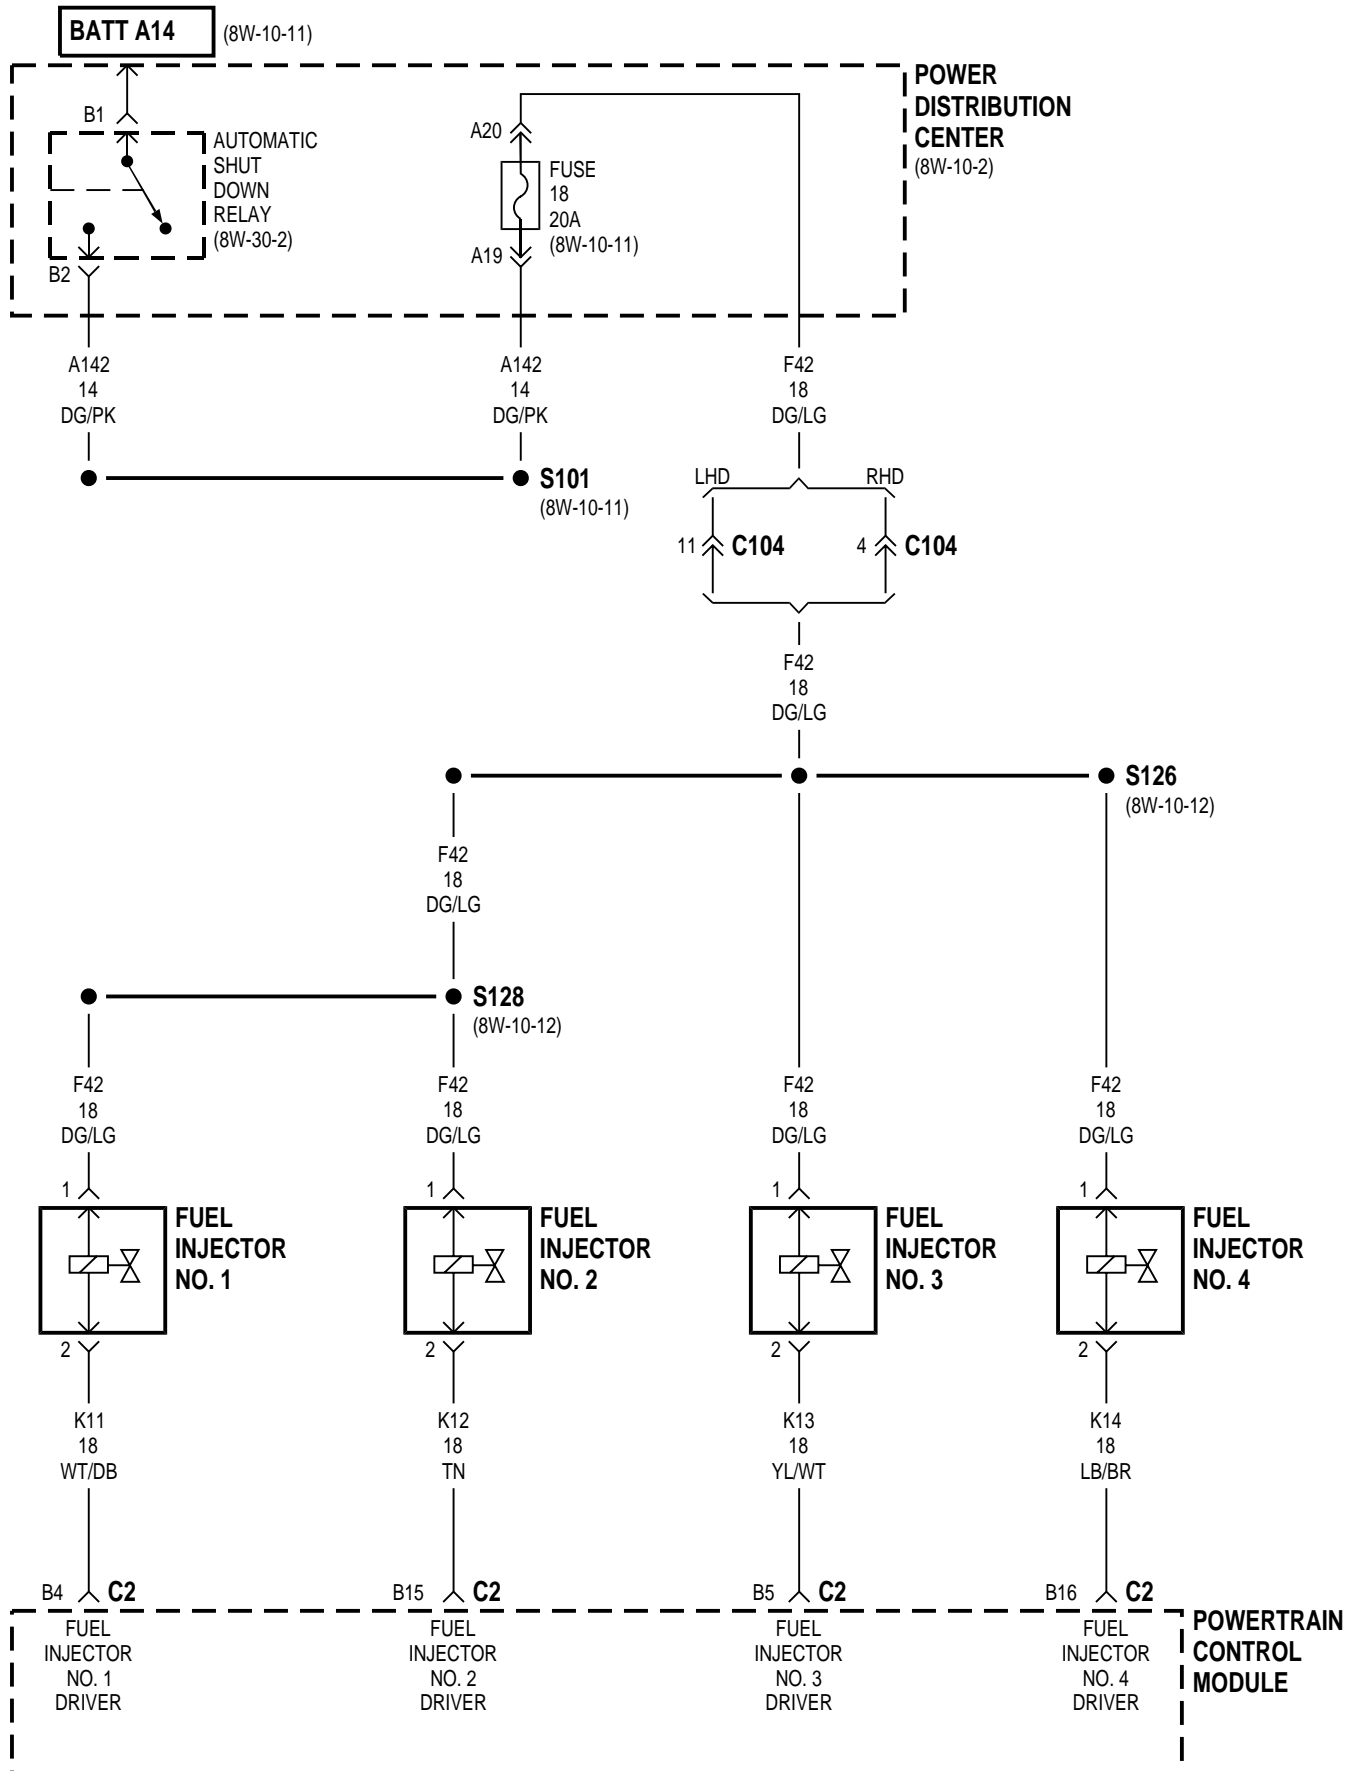 BATT A14 (8W-10-11)
POWER
DISTRIBUTION
CENTER
(8W-10-2)
B1
AUTOMATIC
SHUT
DOWN
RELAY
(8W-30-2)
B2
A20
FUSE
18
20A
(8W-10-11)
A19
A142
14
DG/PK
A142
14
DG/PK
F42
18
DG/LG
S101
(8W-10-11)
LHD RHD
11 C104 4 C104
F42
18
DG/LG
S126
(8W-10-12)
F42
18
DG/LG
S128
(8W-10-12)
F42
18
DG/LG
F42
18
DG/LG
F42
18
DG/LG
F42
18
DG/LG
1
FUEL
INJECTOR
NO. 1
2
1
FUEL
INJECTOR
NO. 2
2
1
FUEL
INJECTOR
NO. 3
2
1
FUEL
INJECTOR
NO. 4
2
K11
18
WT/DB
K12
18
TN
K13
18
YL/WT
K14
18
LB/BR
B4 C2 B15 C2 B5 C2 B16 C2
FUEL
INJECTOR
NO. 1
DRIVER
FUEL
INJECTOR
NO. 2
DRIVER
FUEL
INJECTOR
NO. 3
DRIVER
FUEL
INJECTOR
NO. 4
DRIVER
POWERTRAIN
CONTROL
MODULE